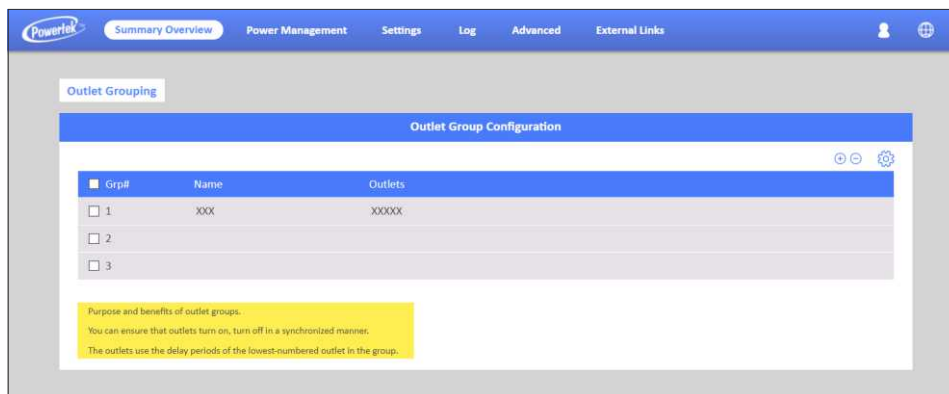 Powertek™
Summary Overview Power Management Settings Log Advanced External Links
Outlet Grouping
Outlet Group Configuration
Grp# Name Outlets
1 XXX XXXXX
2
3
Purpose and benefits of outlet groups.
You can ensure that outlets turn on, turn off in a synchronized manner.
The outlets use the delay periods of the lowest-numbered outlet in the group.